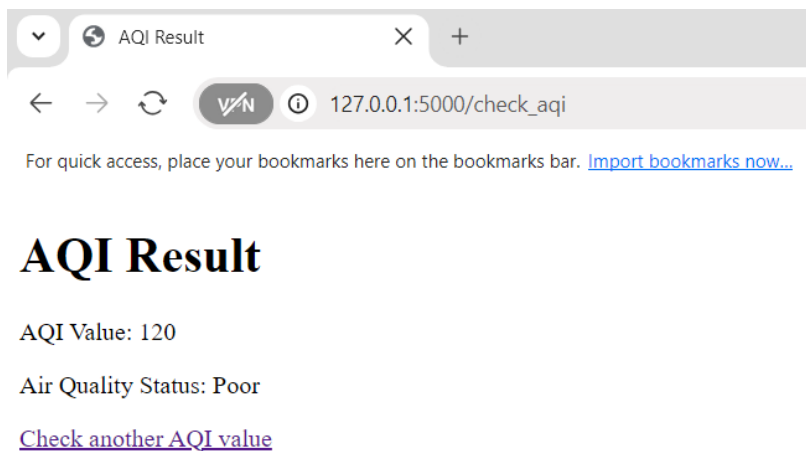 AQI Result
VPN
127.0.0.1:5000/check_aqi
For quick access, place your bookmarks here on the bookmarks bar. Import bookmarks now...
AQI Result
AQI Value: 120
Air Quality Status: Poor
Check another AQI value